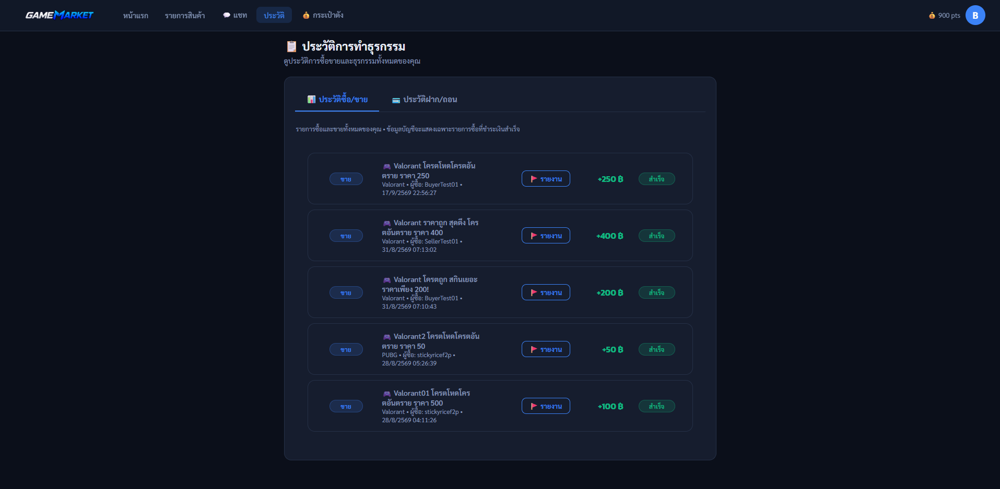 GAMEMARKET
หน้าแรก
รายการสินค้า
แชท
ประวัติ
กระเป๋าตัง
900 pts
B
ประวัติการทำธุรกรรม
ดูประวัติการซื้อขายและธุรกรรมทั้งหมดของคุณ
ประวัติซื้อ/ขาย
ประวัติฝาก/ถอน
รายการซื้อและขายทั้งหมดของคุณ • ข้อมูลบัญชีจะแสดงเฉพาะรายการซื้อที่ชำระเงินสำเร็จ
ขาย
Valorant โครตโหดโครตอัน
ตราย ราคา 250
Valorant • ผู้ซื้อ: BuyerTest01 •
17/9/2569 22:56:27
รายงาน
+250 ฿
สำเร็จ
ขาย
Valorant ราคาถูก สุดตึง โคร
ตอันตราย ราคา 400
Valorant • ผู้ซื้อ: SellerTest01 •
31/8/2569 07:13:02
รายงาน
+400 ฿
สำเร็จ
ขาย
Valorant โครตถูก สกินเยอะ
ราคาเพียง 200!
Valorant • ผู้ซื้อ: BuyerTest01 •
31/8/2569 07:10:43
รายงาน
+200 ฿
สำเร็จ
ขาย
Valorant2 โครตโหดโครตอัน
ตราย ราคา 50
PUBG • ผู้ซื้อ: stickyricef2p •
28/8/2569 05:26:39
รายงาน
+50 ฿
สำเร็จ
ขาย
Valorant01 โครตโหดโคร
ตอันตราย ราคา 500
Valorant • ผู้ซื้อ: stickyricef2p •
28/8/2569 04:11:26
รายงาน
+100 ฿
สำเร็จ